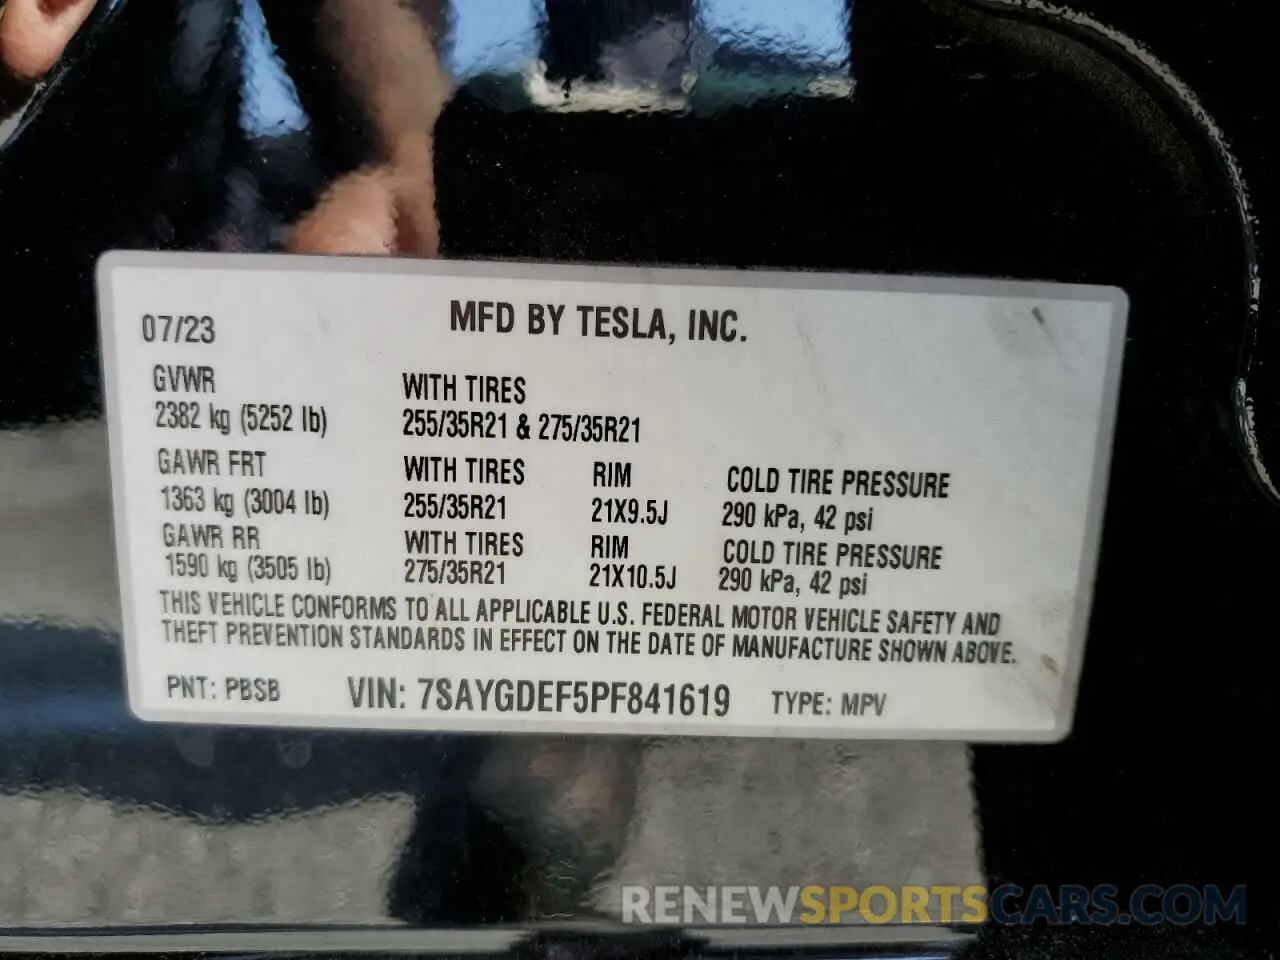 07/23 MFD BY TESLA, INC.
GVWR WITH TIRES
2382 kg (5252 lb) 255/35R21 & 275/35R21
GAWR FRT WITH TIRES RIM COLD TIRE PRESSURE
1363 kg (3004 lb) 255/35R21 21X9.5J 290 kPa, 42 psi
GAWR RR WITH TIRES RIM COLD TIRE PRESSURE
1590 kg (3505 lb) 275/35R21 21X10.5J 290 kPa, 42 psi
THIS VEHICLE CONFORMS TO ALL APPLICABLE U.S. FEDERAL MOTOR VEHICLE SAFETY AND
THEFT PREVENTION STANDARDS IN EFFECT ON THE DATE OF MANUFACTURE SHOWN ABOVE.
PNT: PBSB VIN: 7SAYGDEF5PF841619 TYPE: MPV
RENEWSPORTSCARS.COM